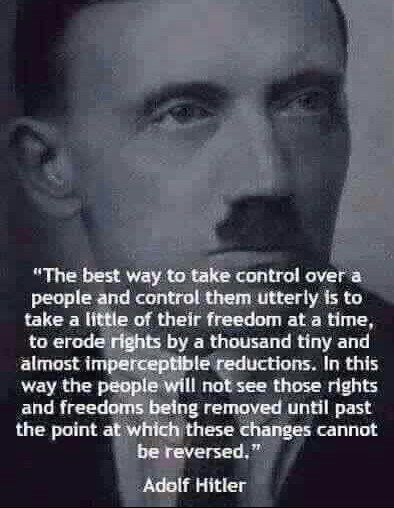 "The best way to take control over a
people and control them utterly is to
take a little of their freedom at a time,
to erode rights by a thousand tiny and
almost imperceptible reductions. In this
way the people will not see those rights
and freedoms being removed until past
the point at which these changes cannot
be reversed."
Adolf Hitler